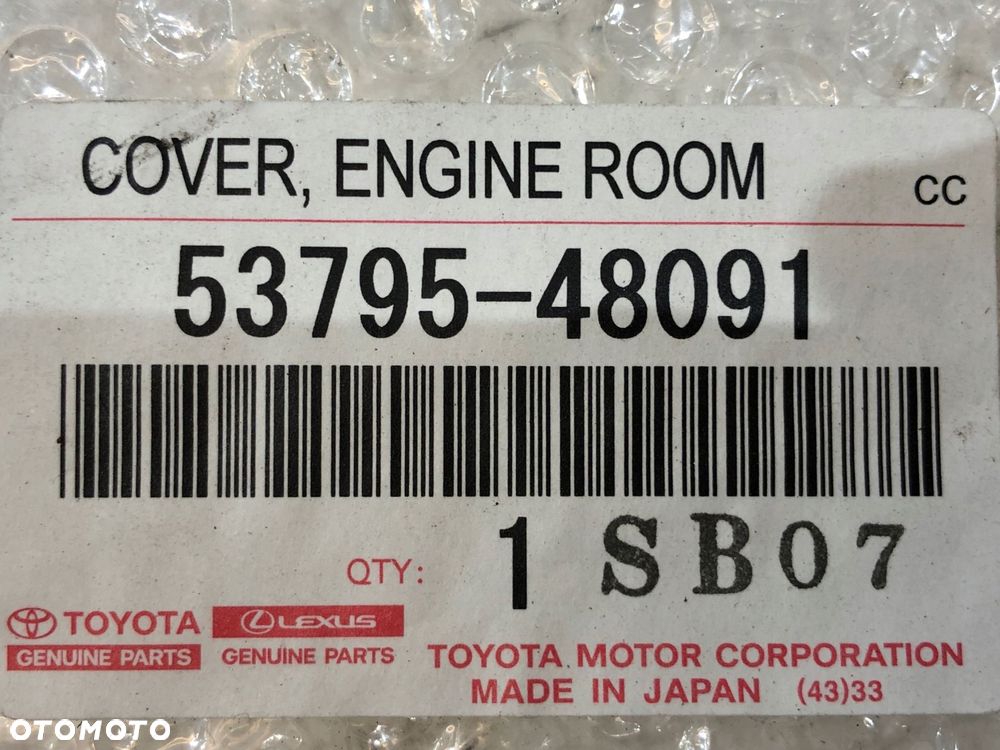 COVER, ENGINE ROOM CC
53795-48091
QTY: 1 SB07
TOYOTA LEXUS
GENUINE PARTS GENUINE PARTS
TOYOTA MOTOR CORPORATION
MADE IN JAPAN (43)33
OTOMOTO